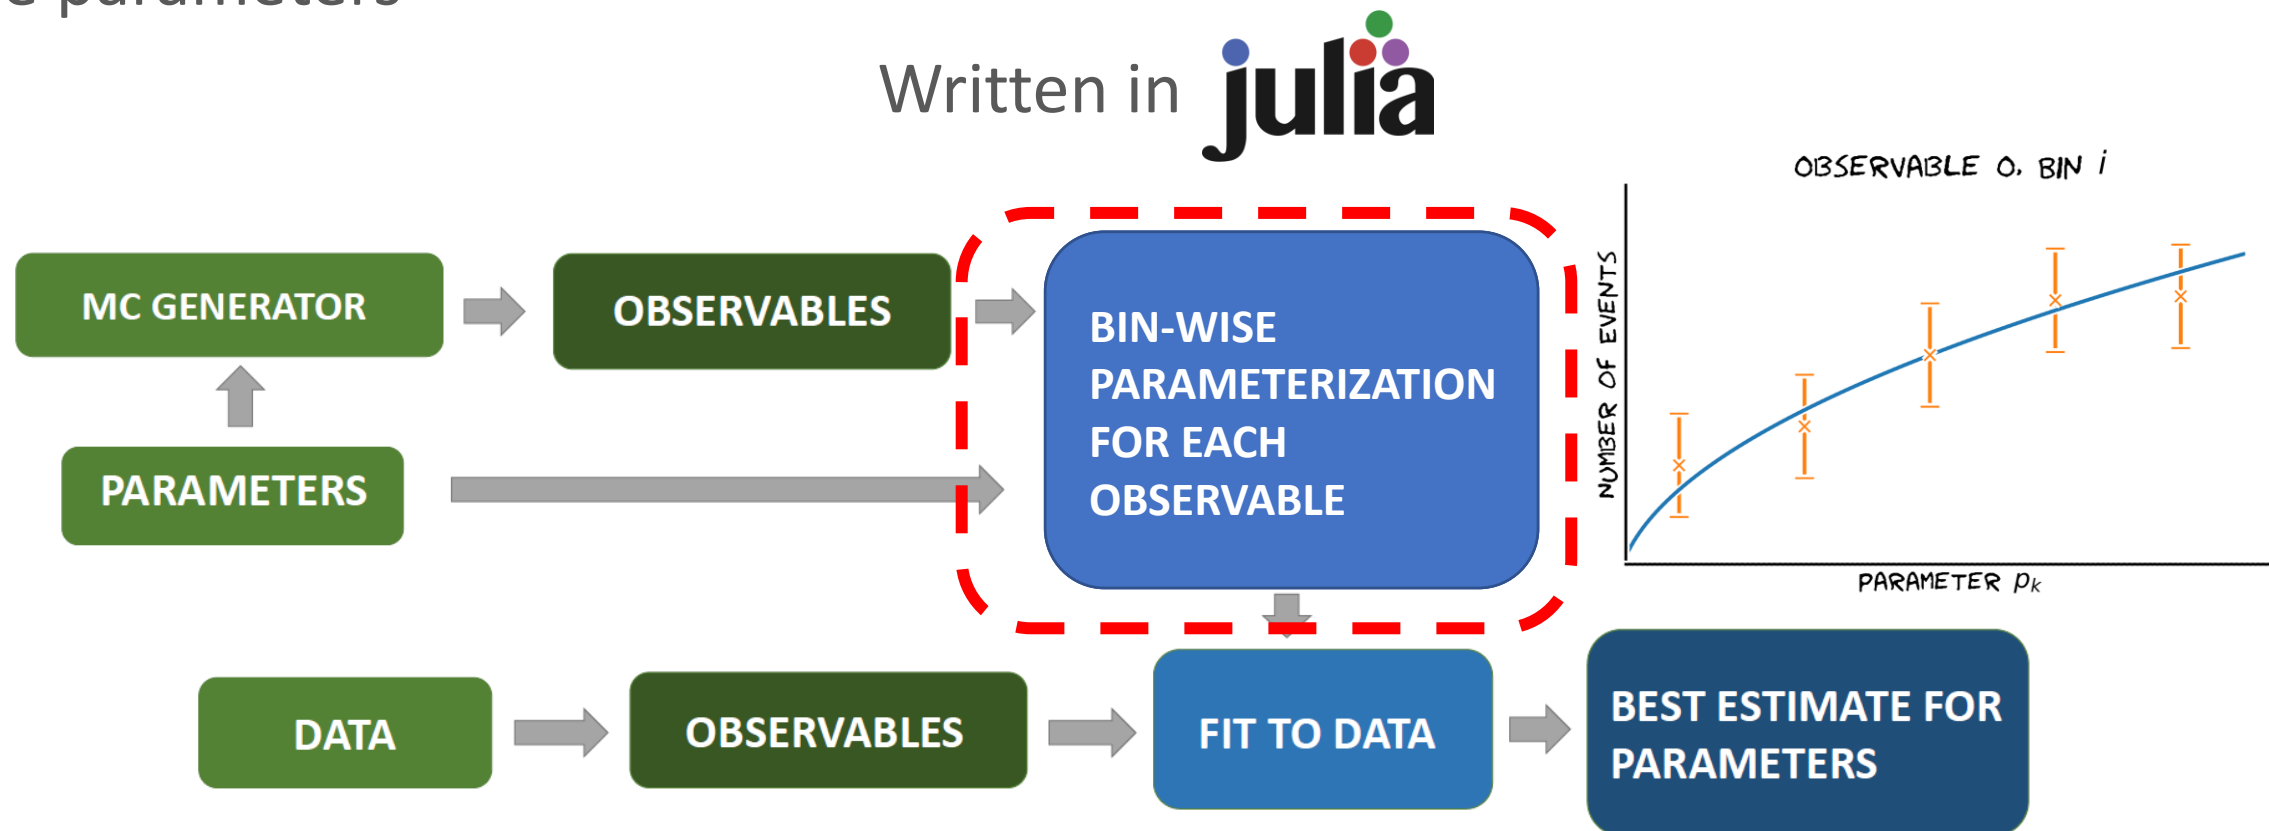 parameters
Written in julia
OBSERVABLE O, BIN i
MC GENERATOR
OBSERVABLES
BIN-WISE
PARAMETERIZATION
FOR EACH
OBSERVABLE
NUMBER OF EVENTS
PARAMETERS
PARAMETER pk
DATA
OBSERVABLES
FIT TO DATA
BEST ESTIMATE FOR
PARAMETERS